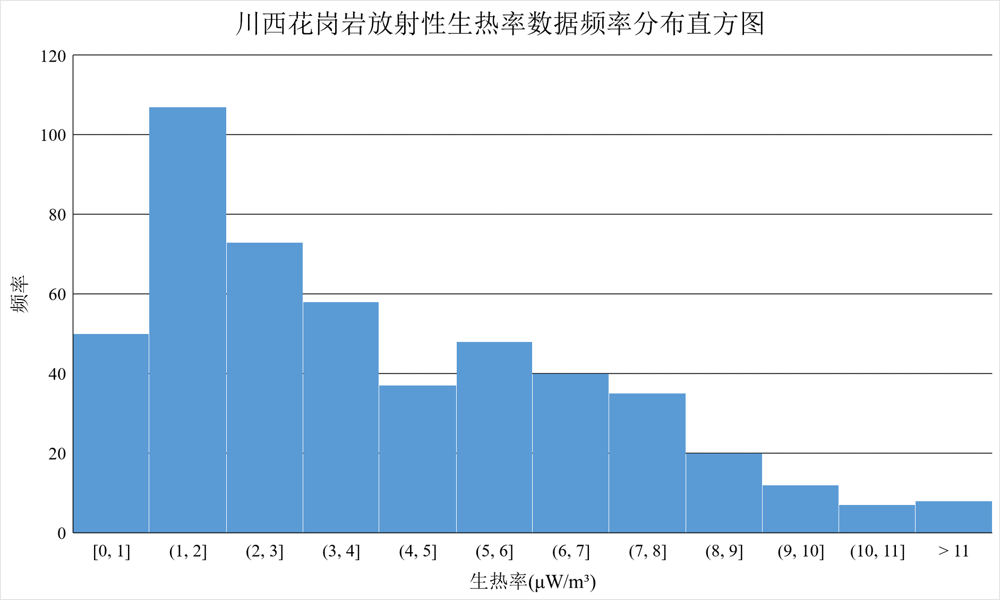 川西花岗岩放射性生热率数据频率分布直方图
120
100
80
60
40
20
0
频率
[0, 1] (1, 2] (2, 3] (3, 4] (4, 5] (5, 6] (6, 7] (7, 8] (8, 9] (9, 10] (10, 11] > 11
生热率(μW/m³)